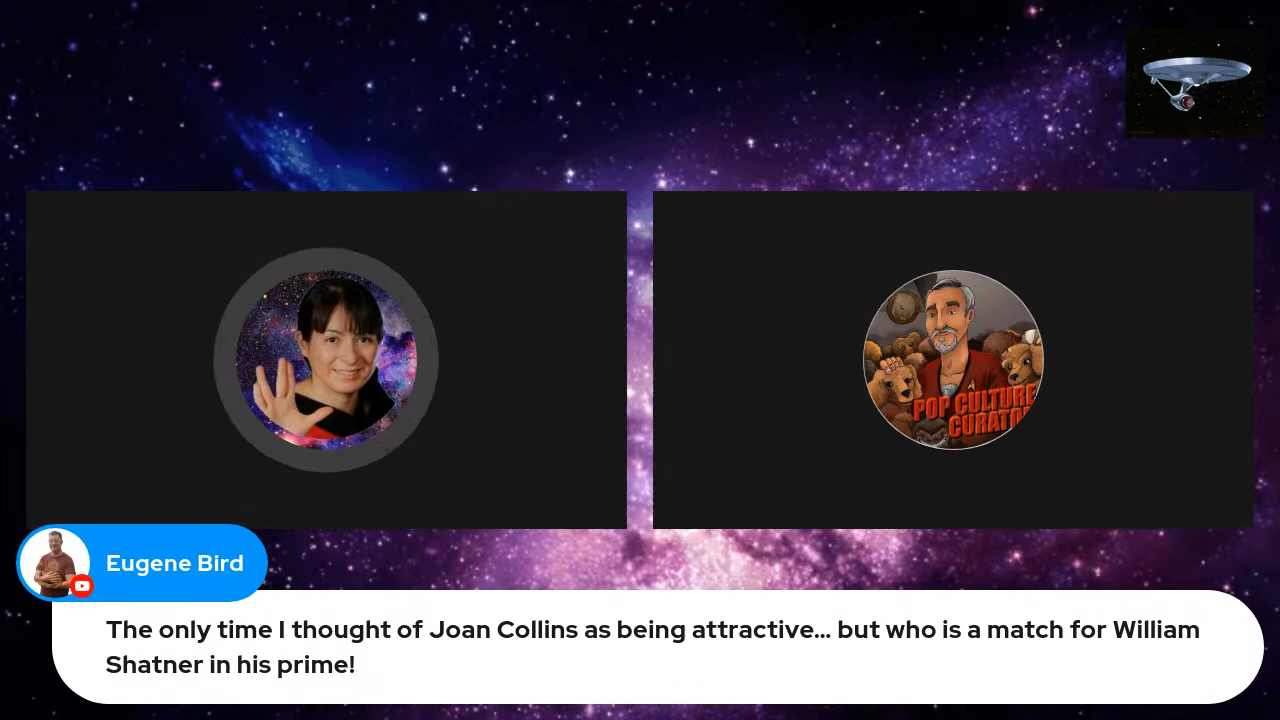 POP CULTURE
CURATO
Eugene Bird
The only time I thought of Joan Collins as being attractive... but who is a match for William
Shatner in his prime!